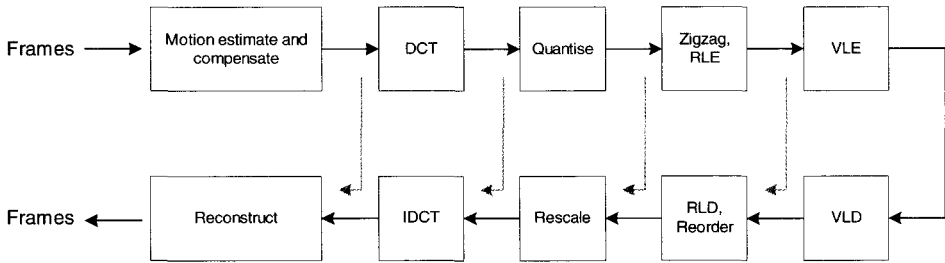 Frames
Motion estimate and
compensate
DCT
Quantise
Zigzag,
RLE
VLE
Frames
Reconstruct
IDCT
Rescale
RLD,
Reorder
VLD